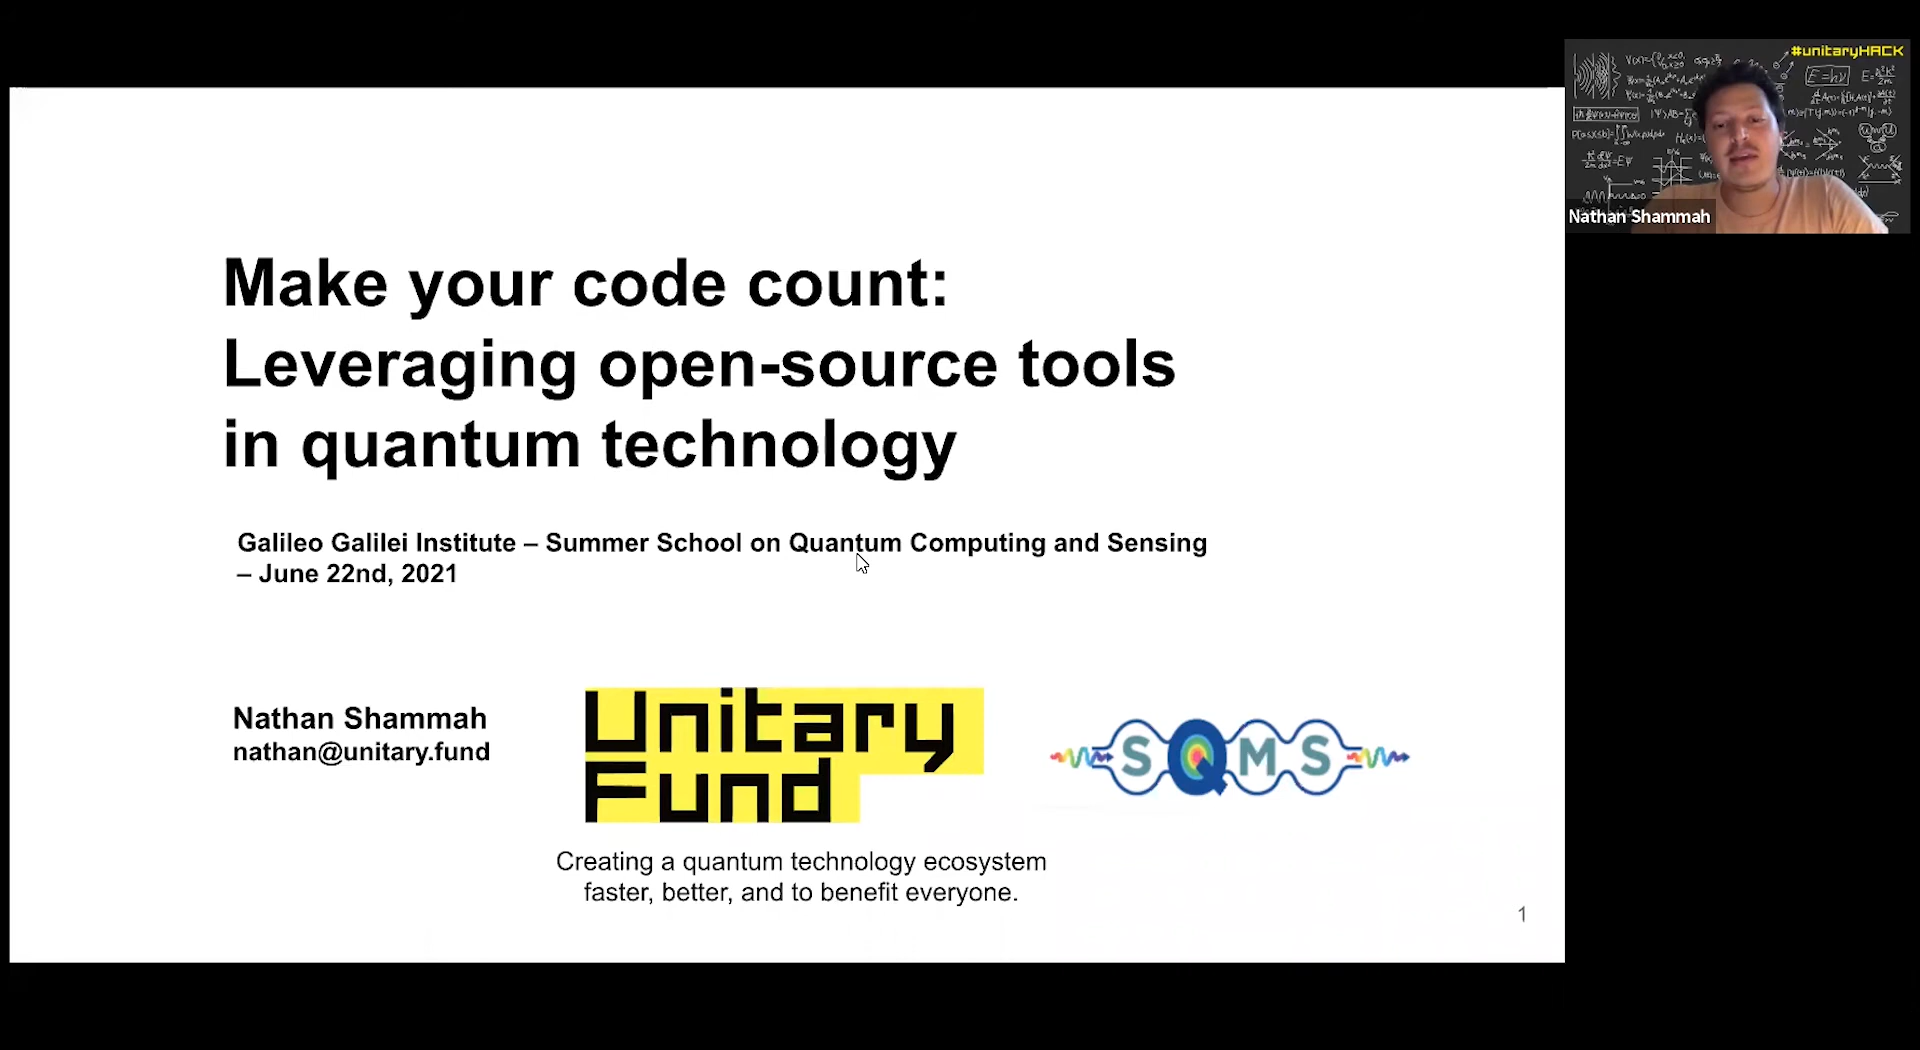 Make your code count:
Leveraging open-source tools
in quantum technology
Galileo Galilei Institute – Summer School on Quantum Computing and Sensing
– June 22nd, 2021
Nathan Shammah
nathan@unitary.fund
Unitary
Fund
SQMS
Creating a quantum technology ecosystem
faster, better, and to benefit everyone.
1
#unitaryHACK
E=hν
Nathan Shammah